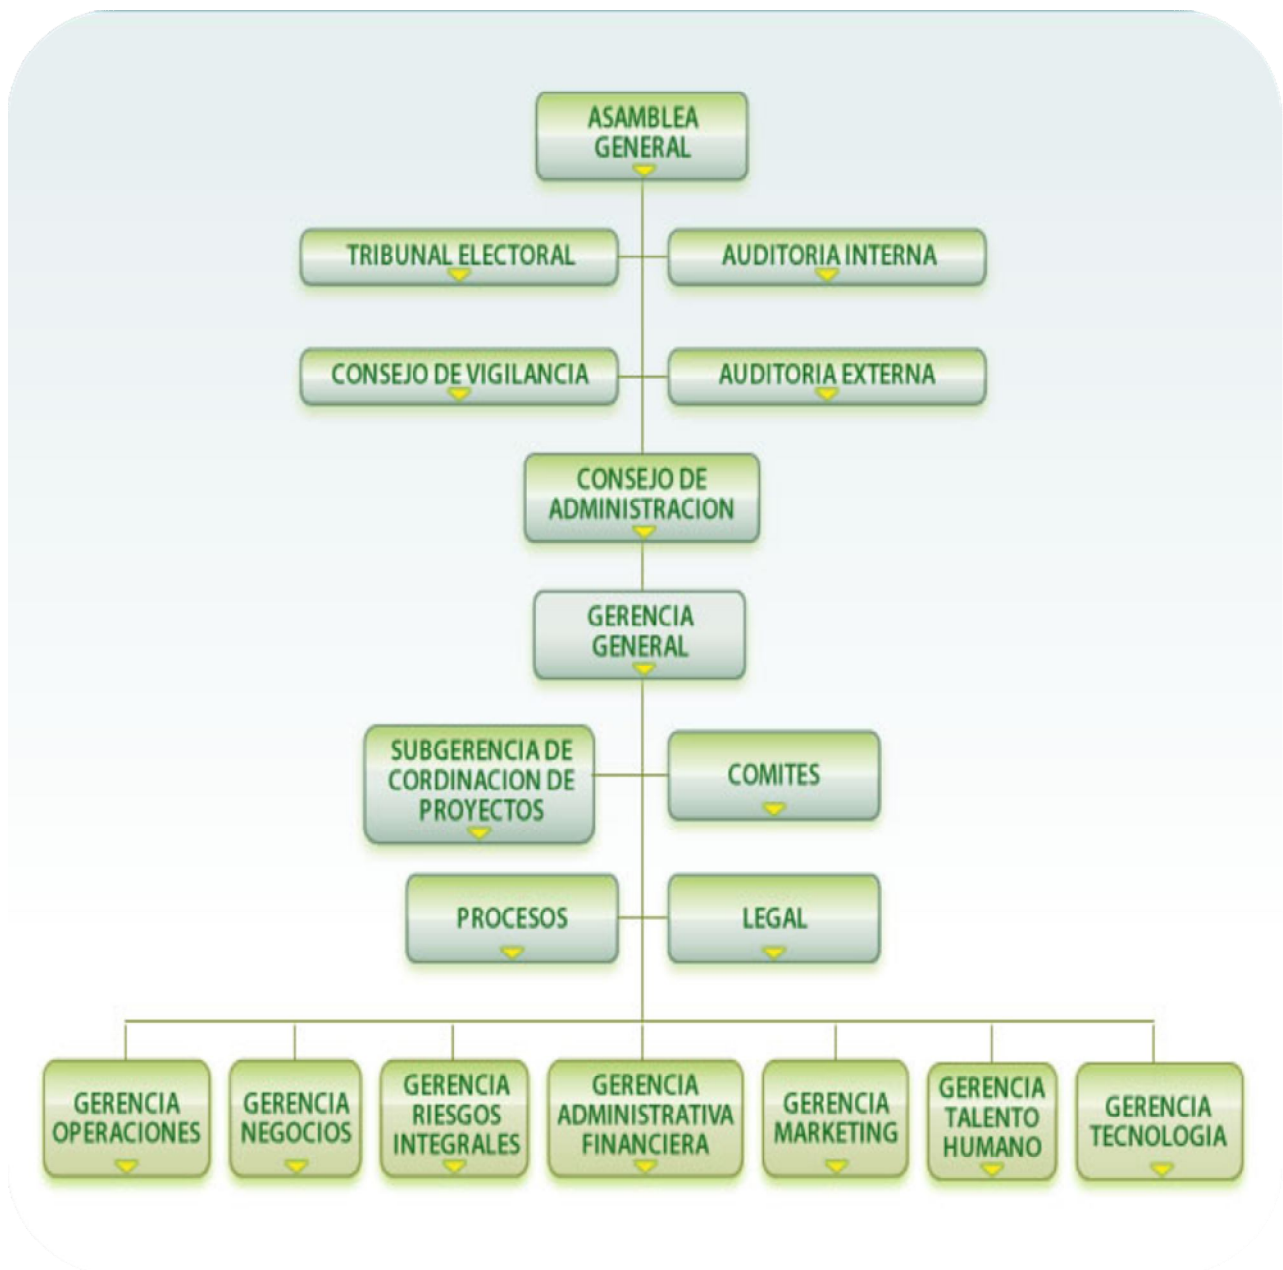 ASAMBLEA
GENERAL
TRIBUNAL ELECTORAL
AUDITORIA INTERNA
CONSEJO DE VIGILANCIA
AUDITORIA EXTERNA
CONSEJO DE
ADMINISTRACION
GERENCIA
GENERAL
SUBGERENCIA DE
CORDINACION DE
PROYECTOS
COMITES
PROCESOS
LEGAL
GERENCIA
OPERACIONES
GERENCIA
NEGOCIOS
GERENCIA
RIESGOS
INTEGRALES
GERENCIA
ADMINISTRATIVA
FINANCIERA
GERENCIA
MARKETING
GERENCIA
TALENTO
HUMANO
GERENCIA
TECNOLOGIA